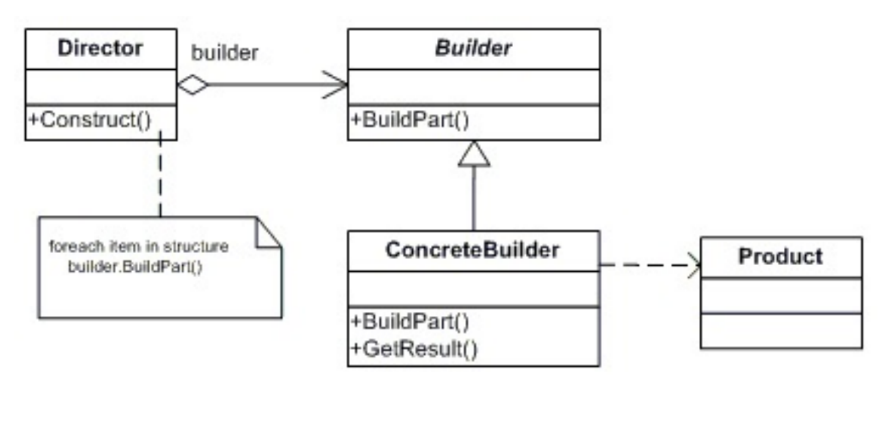 Director
+Construct()
builder
Builder
+BuildPart()
foreach item in structure
builder.BuildPart()
ConcreteBuilder
+BuildPart()
+GetResult()
Product